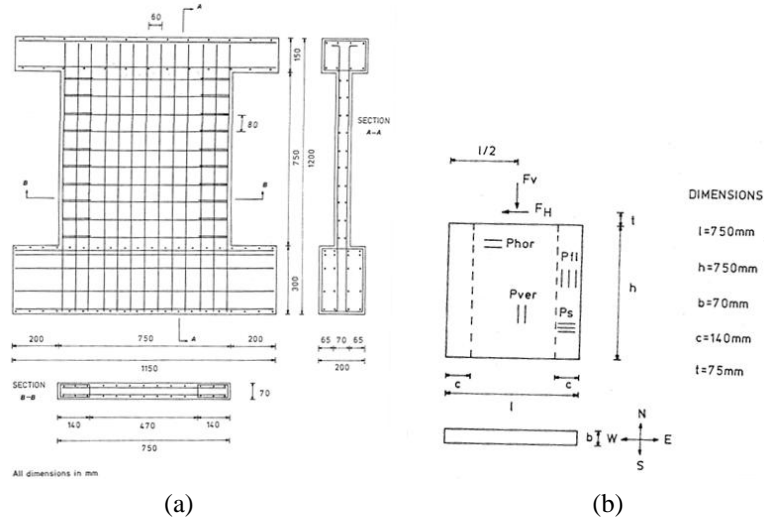 A
60
150
SECTION
A-A
80
750
1200
B
B
300
A
200
750
200
65
70
65
1150
200
SECTION
B-B
70
140
470
140
750
All dimensions in mm
(a)
l/2
Fv
FH
t
DIMENSIONS
Phor
Pfl
l=750mm
h=750mm
Pver
h
b=70mm
Ps
c=140mm
t=75mm
c
c
l
N
b
W
E
S
(b)